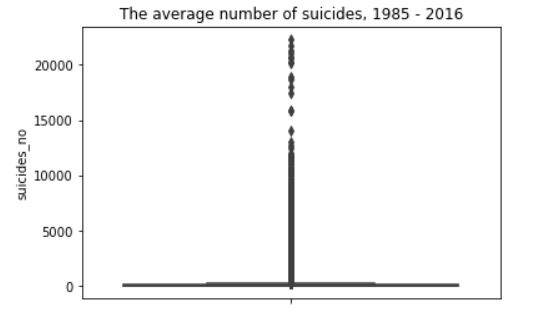 The average number of suicides, 1985 - 2016
20000
15000
10000
5000
0
suicides_no